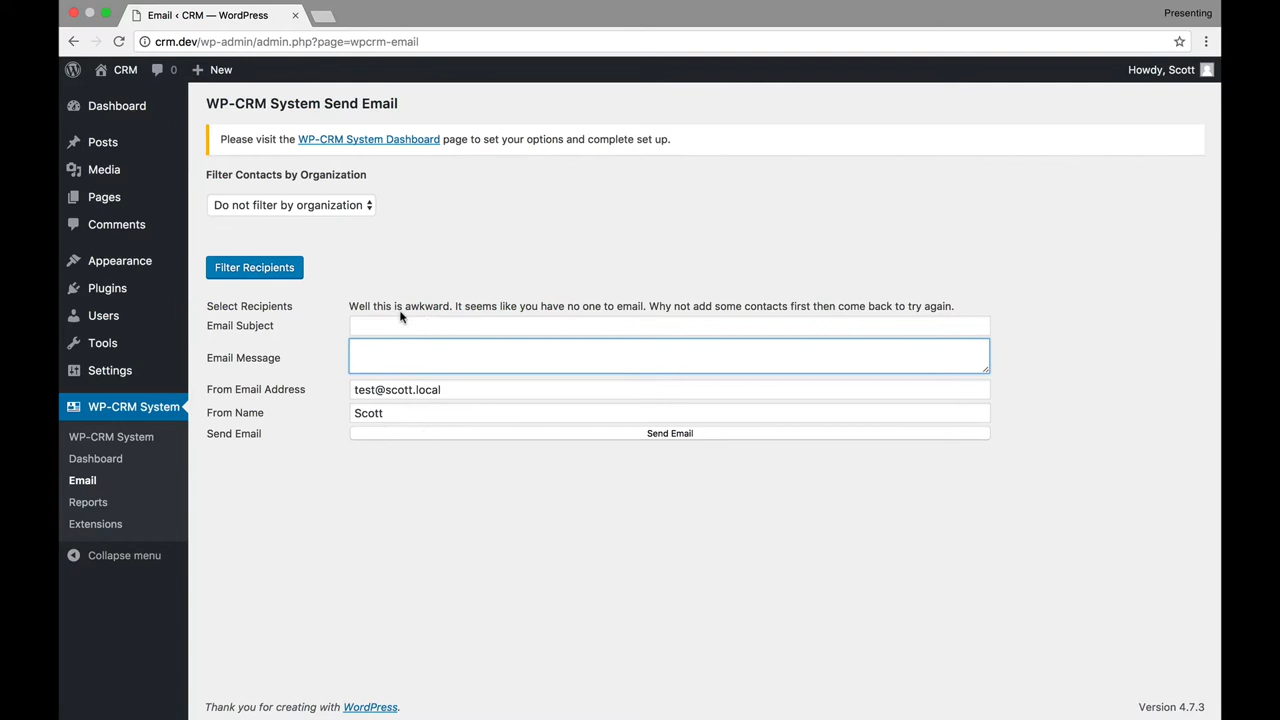 Email ‹ CRM — WordPress
Presenting
crm.dev/wp-admin/admin.php?page=wpcrm-email
CRM
0
New
Howdy, Scott
Dashboard
Posts
Media
Pages
Comments
Appearance
Plugins
Users
Tools
Settings
WP-CRM System
WP-CRM System
Dashboard
Email
Reports
Extensions
Collapse menu
WP-CRM System Send Email
Please visit the WP-CRM System Dashboard page to set your options and complete set up.
Filter Contacts by Organization
Do not filter by organization
Filter Recipients
Select Recipients Well this is awkward. It seems like you have no one to email. Why not add some contacts first then come back to try again.
Email Subject
Email Message
From Email Address test@scott.local
From Name Scott
Send Email Send Email
Thank you for creating with WordPress.
Version 4.7.3